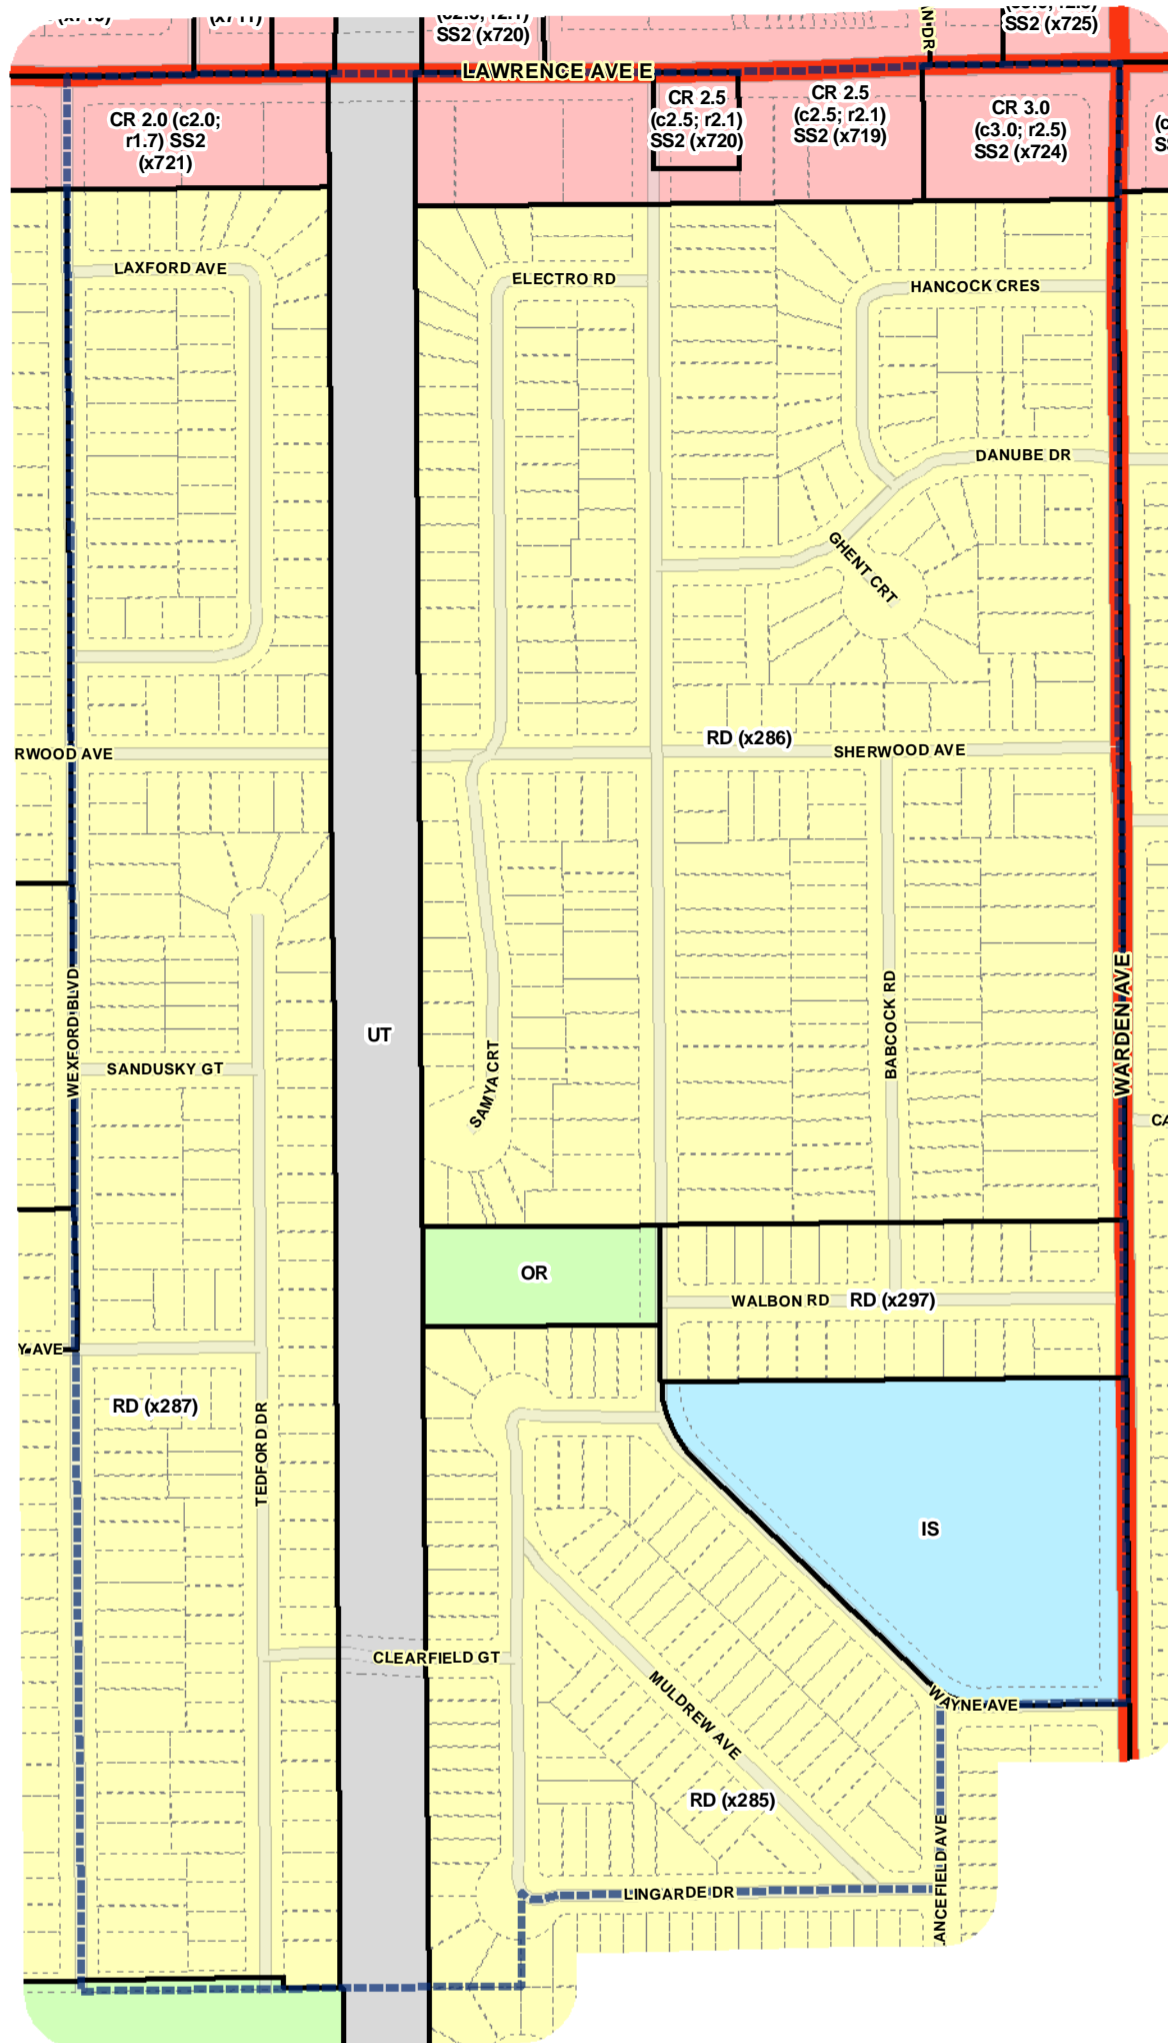 SS2 (x720)
SS2 (x725)
LAWRENCE AVE E
CR 2.0 (c2.0;
r1.7) SS2
(x721)
CR 2.5
(c2.5; r2.1)
SS2 (x720)
CR 2.5
(c2.5; r2.1)
SS2 (x719)
CR 3.0
(c3.0; r2.5)
SS2 (x724)
LAXFORD AVE
ELECTRO RD
HANCOCK CRES
DANUBE DR
GHENT CRT
RD (x286)
RWOOD AVE
SHERWOOD AVE
WEXFORD BLVD
UT
SANDUSKY GT
SAMYA CRT
BABCOCK RD
WARDEN AVE
CA
OR
WALBON RD
RD (x297)
Y AVE
RD (x287)
TEDFORD DR
IS
CLEARFIELD GT
MULDREW AVE
WAYNE AVE
RD (x285)
LINGARDE DR
ANCEFIELD AVE